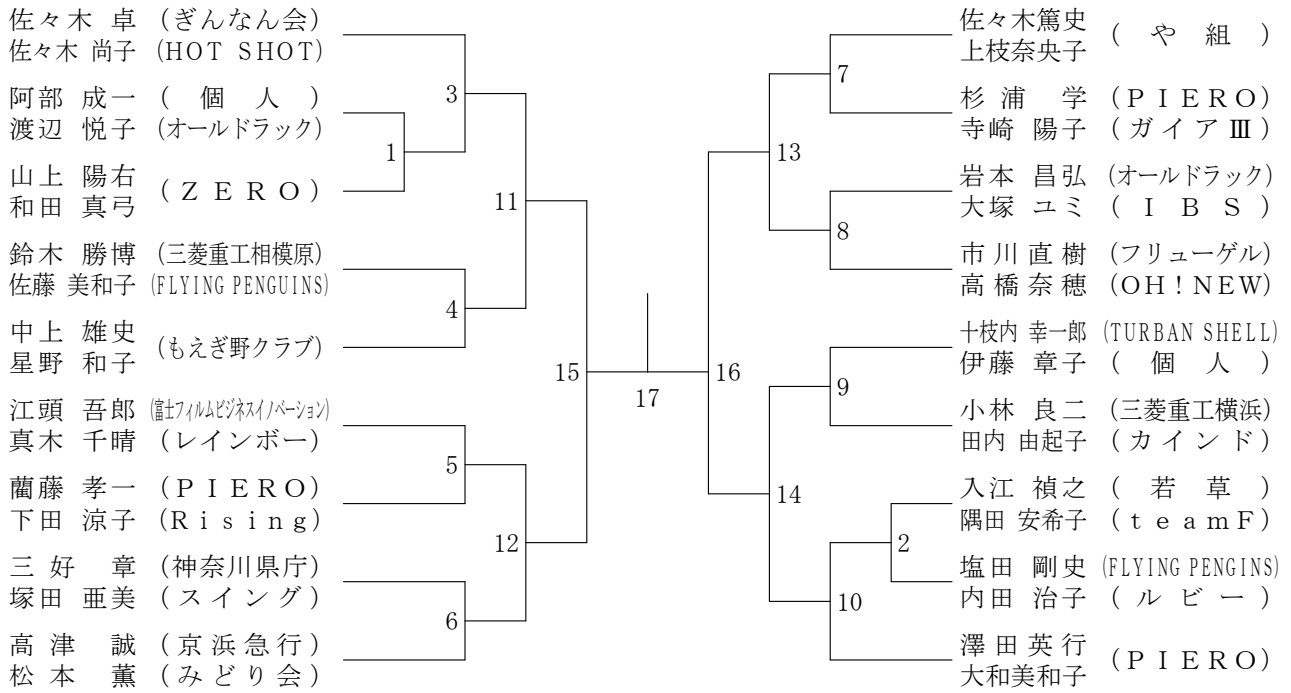 佐々木 卓 (ぎんなん会)
佐々木 尚子 (HOT SHOT)
阿部 成一 (個人)
渡辺 悦子 (オールドラック)
山上 陽右
和田 真弓
(ZERO)
鈴木 勝博 (三菱重工相模原)
佐藤 美和子 (FLYING PENGUINS)
中上 雄史
星野 和子
(もえぎ野クラブ)
江頭 吾郎 (富士フィルムビジネスイノベーション)
真木 千晴 (レインボー)
藺藤 孝一 (PIERO)
下田 涼子 (Rising)
三好 章 (神奈川県庁)
塚田 亜美 (スイング)
高津 誠 (京浜急行)
松本 薫 (みどり会)
1
3
4
5
6
11
12
15
17
16
13
14
7
8
9
2
10
佐々木篤史
上枝奈央子
(や組)
杉浦 学 (PIERO)
寺崎 陽子 (ガイアⅢ)
岩本 昌弘 (オールドラック)
大塚 ユミ (IBS)
市川直樹 (フリューゲル)
高橋奈穂 (OH!NEW)
十枝内 幸一郎 (TURBAN SHELL)
伊藤 章子 (個人)
小林 良二 (三菱重工横浜)
田内 由起子 (カインド)
入江 禎之 (若草)
隅田 安希子 (teamF)
塩田 剛史 (FLYING PENGINS)
内田 治子 (ルビー)
澤田英行
大和美和子
(PIERO)